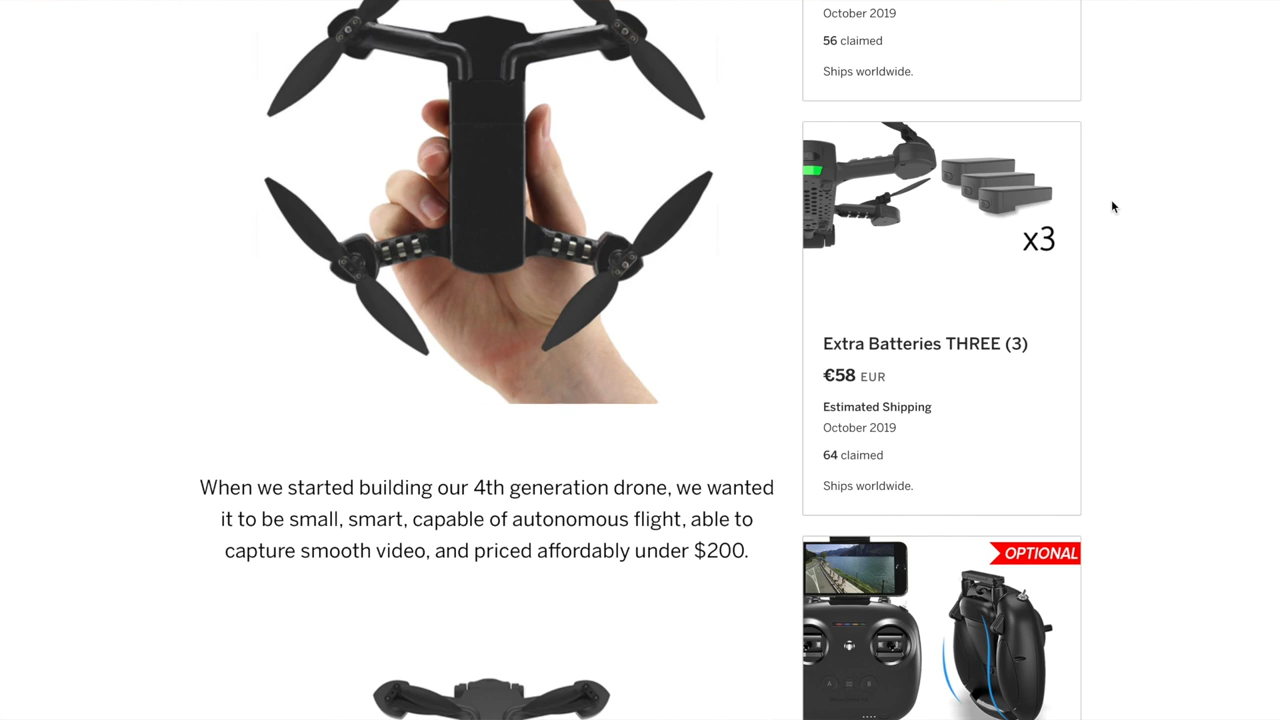 October 2019
56 claimed
Ships worldwide.
x3
Extra Batteries THREE (3)
€58 EUR
Estimated Shipping
October 2019
64 claimed
Ships worldwide.
When we started building our 4th generation drone, we wanted
it to be small, smart, capable of autonomous flight, able to
capture smooth video, and priced affordably under $200.
OPTIONAL
A
B